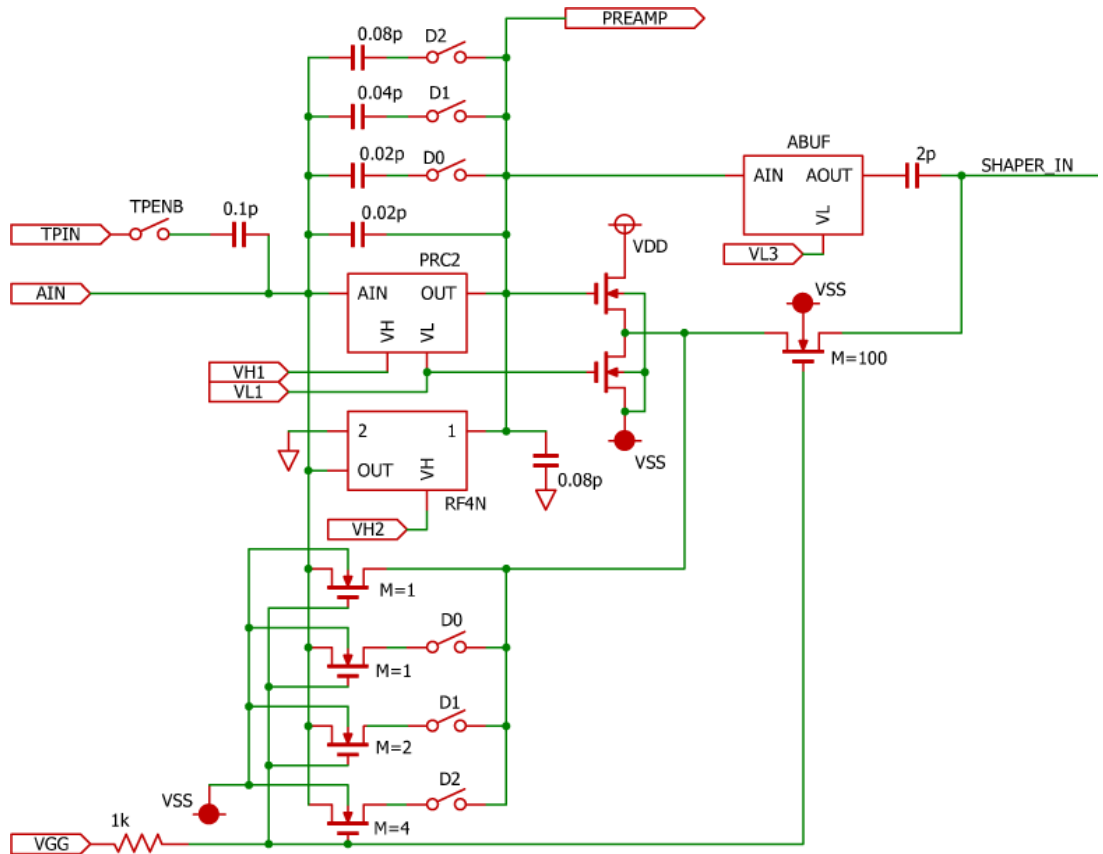 PREAMP
0.08p
D2
0.04p
D1
ABUF
0.02p
D0
AIN
AOUT
2p
SHAPER_IN
TPENB
0.1p
0.02p
VL
TPIN
VDD
VL3
PRC2
AIN
AIN
OUT
VSS
VH
VL
M=100
VH1
VL1
2
1
VSS
OUT
VH
0.08p
RF4N
VH2
M=1
D0
M=1
D1
M=2
D2
VSS
1k
M=4
VGG